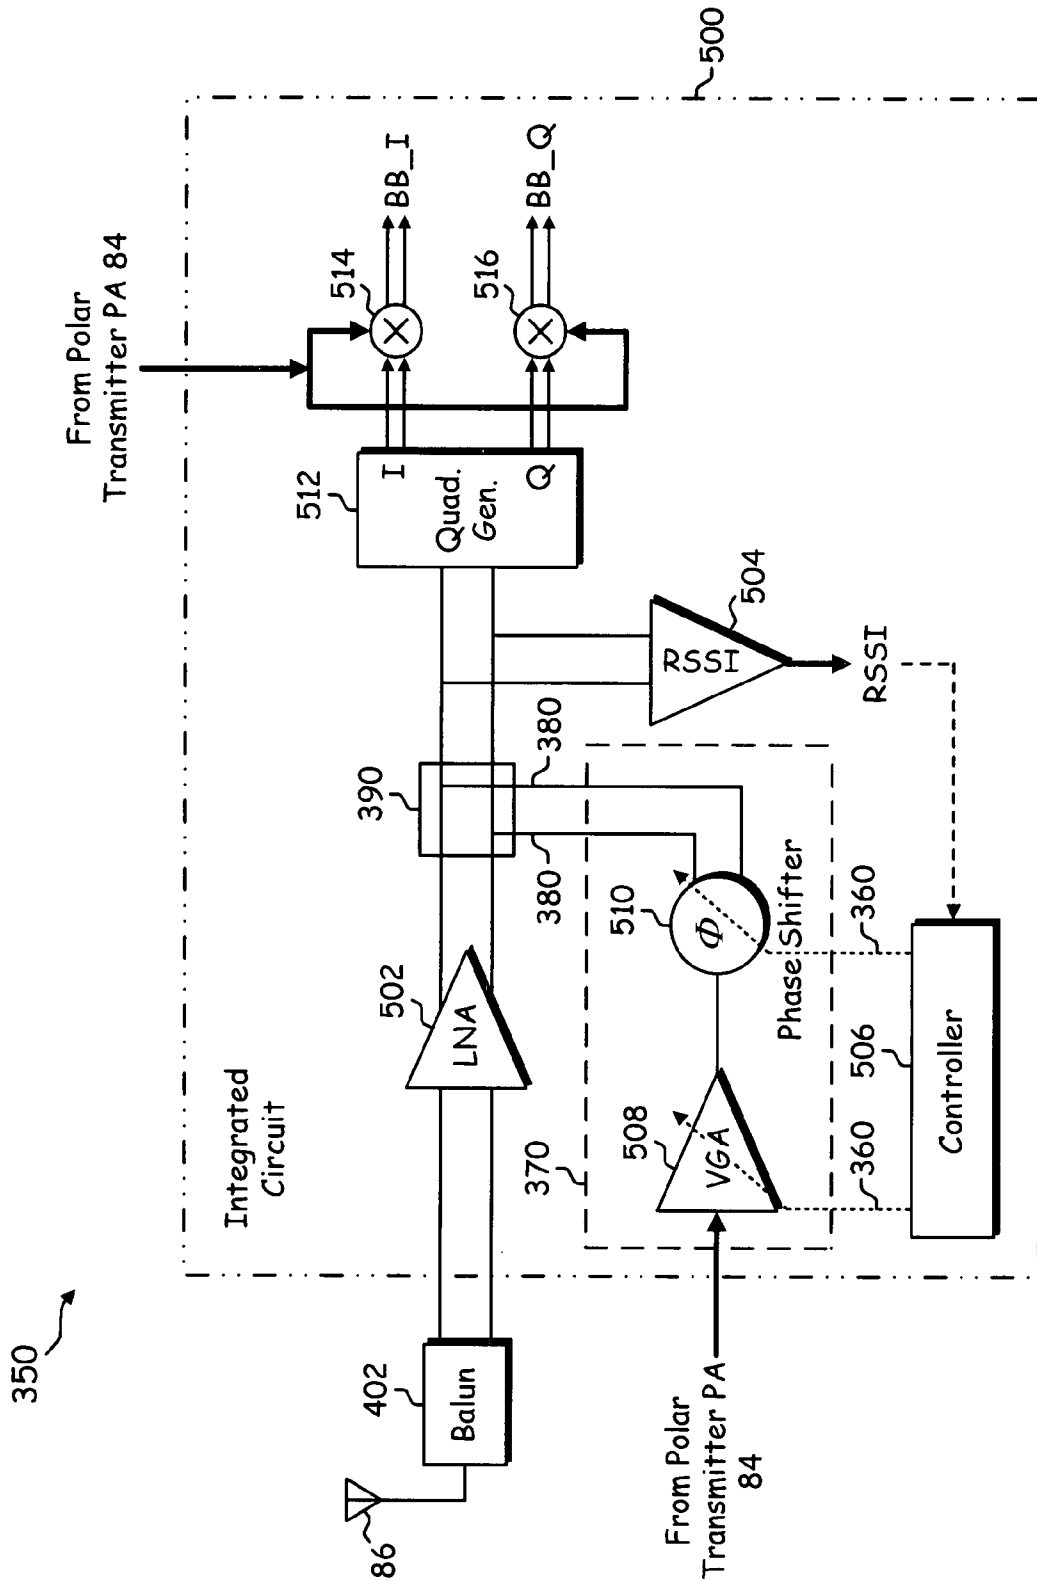 350
86
402
Balun
Integrated
Circuit
502
LNA
390
380
380
From Polar
Transmitter PA
84
370
508
VGA
510
Φ
Phase Shifter
360
360
506
Controller
RSSI
504
RSSI
512
Quad.
Gen.
I
Q
From Polar
Transmitter PA 84
514
516
BB_I
BB_Q
500